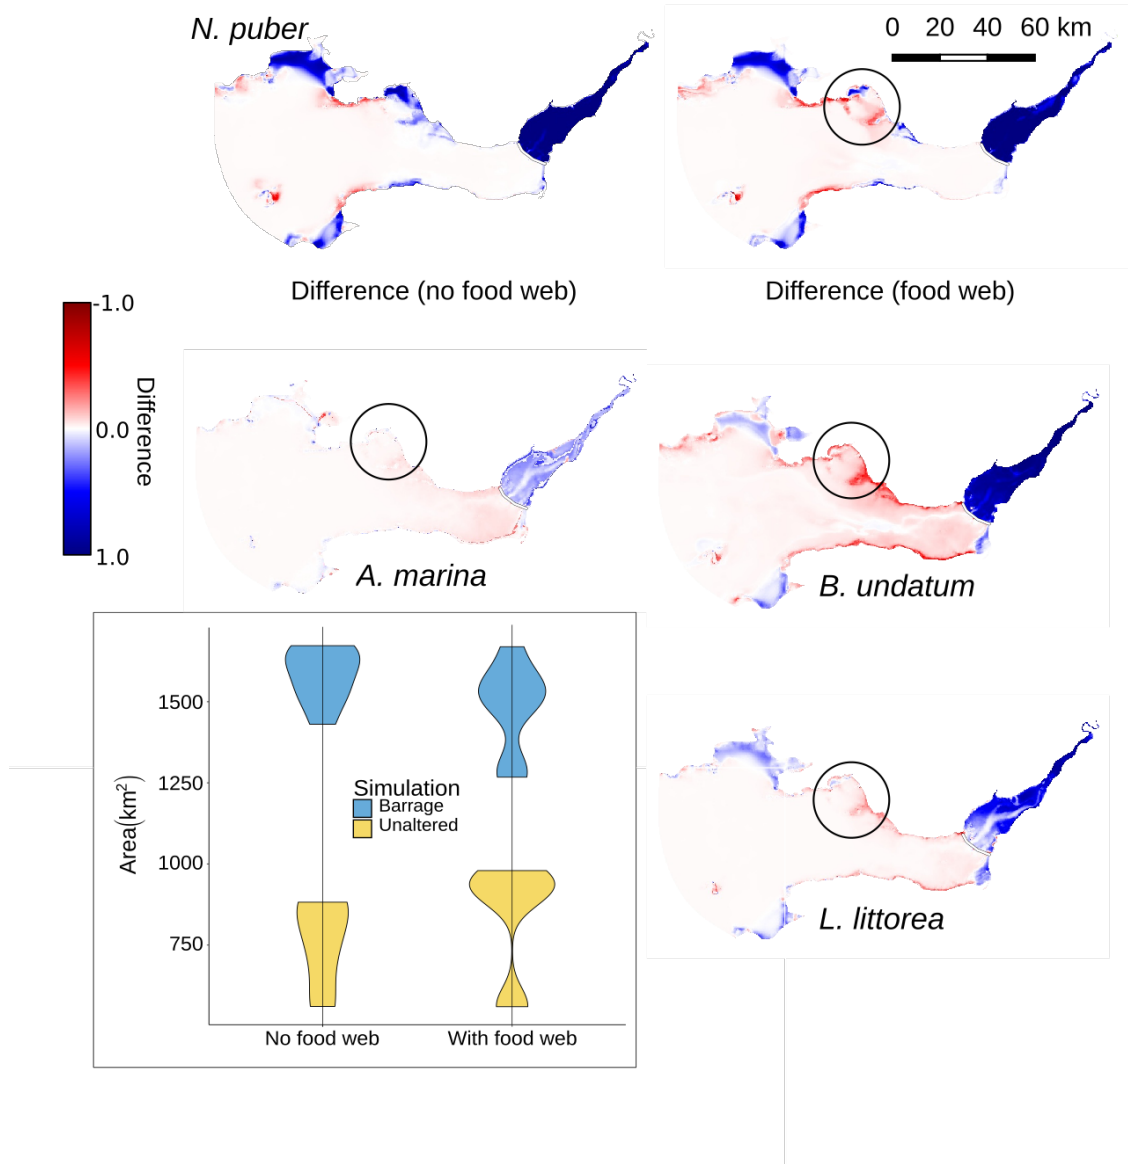 N. puber
0 20 40 60 km
Difference (no food web)
Difference (food web)
-1.0
0.0
1.0
Difference
A. marina
B. undatum
1500
1250
1000
750
Area(km²)
Simulation
Barrage
Unaltered
No food web
With food web
L. littorea